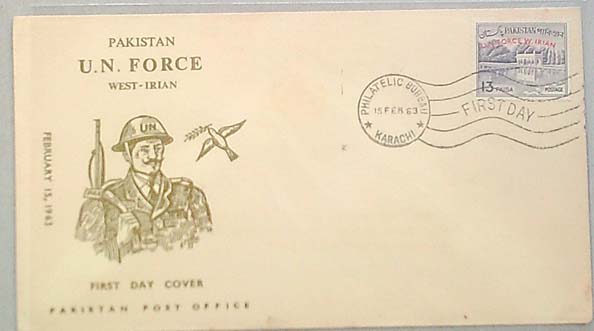 PAKISTAN
U.N. FORCE
WEST-IRIAN
UN
FEBRUARY 15, 1963
FIRST DAY COVER
PAKISTAN POST OFFICE
PHILATELIC BUREAU
15 FEB 63
KARACHI
FIRST DAY
PAKISTAN
U.N. FORCE W. IRIAN
13 PAISA
POSTAGE